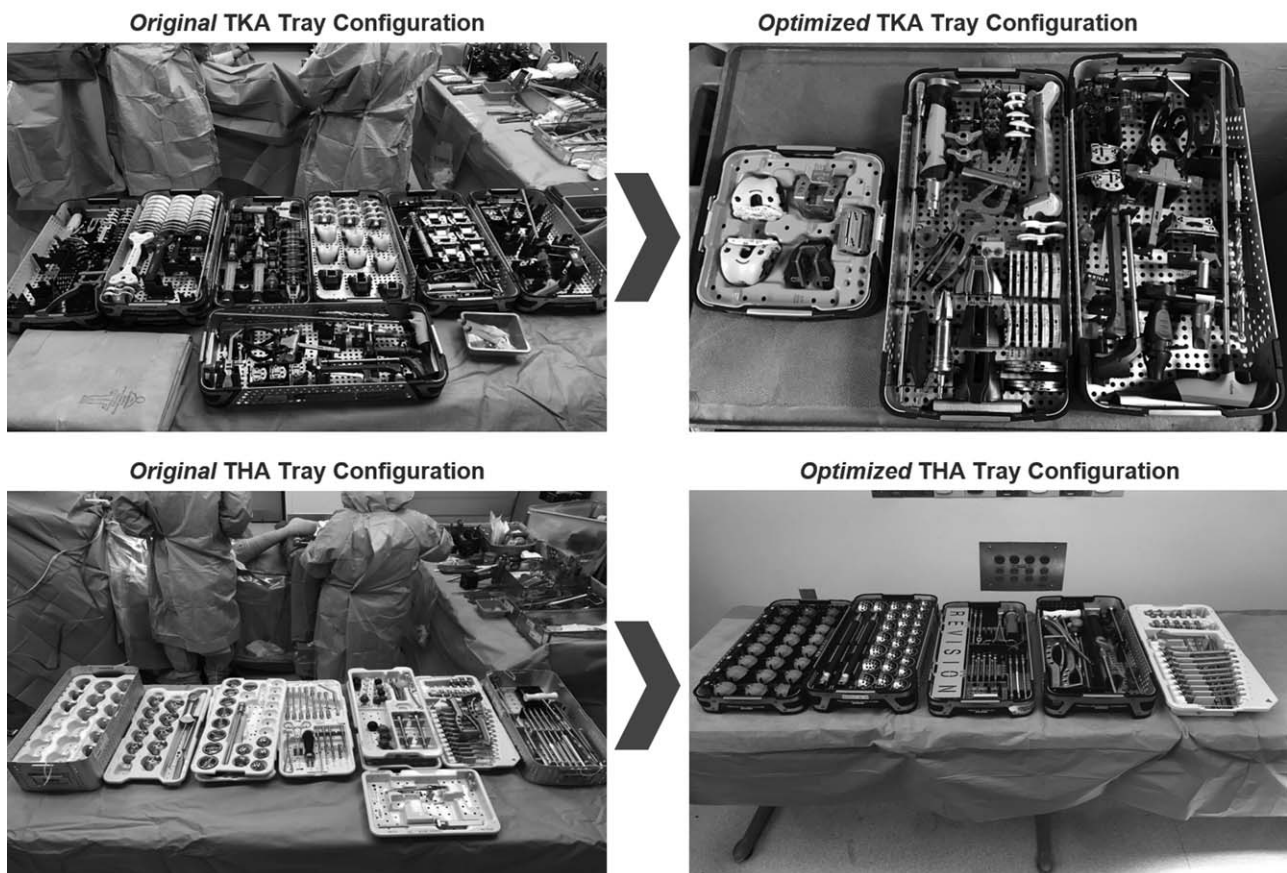 Original TKA Tray Configuration
Optimized TKA Tray Configuration
Original THA Tray Configuration
Optimized THA Tray Configuration
REVISION